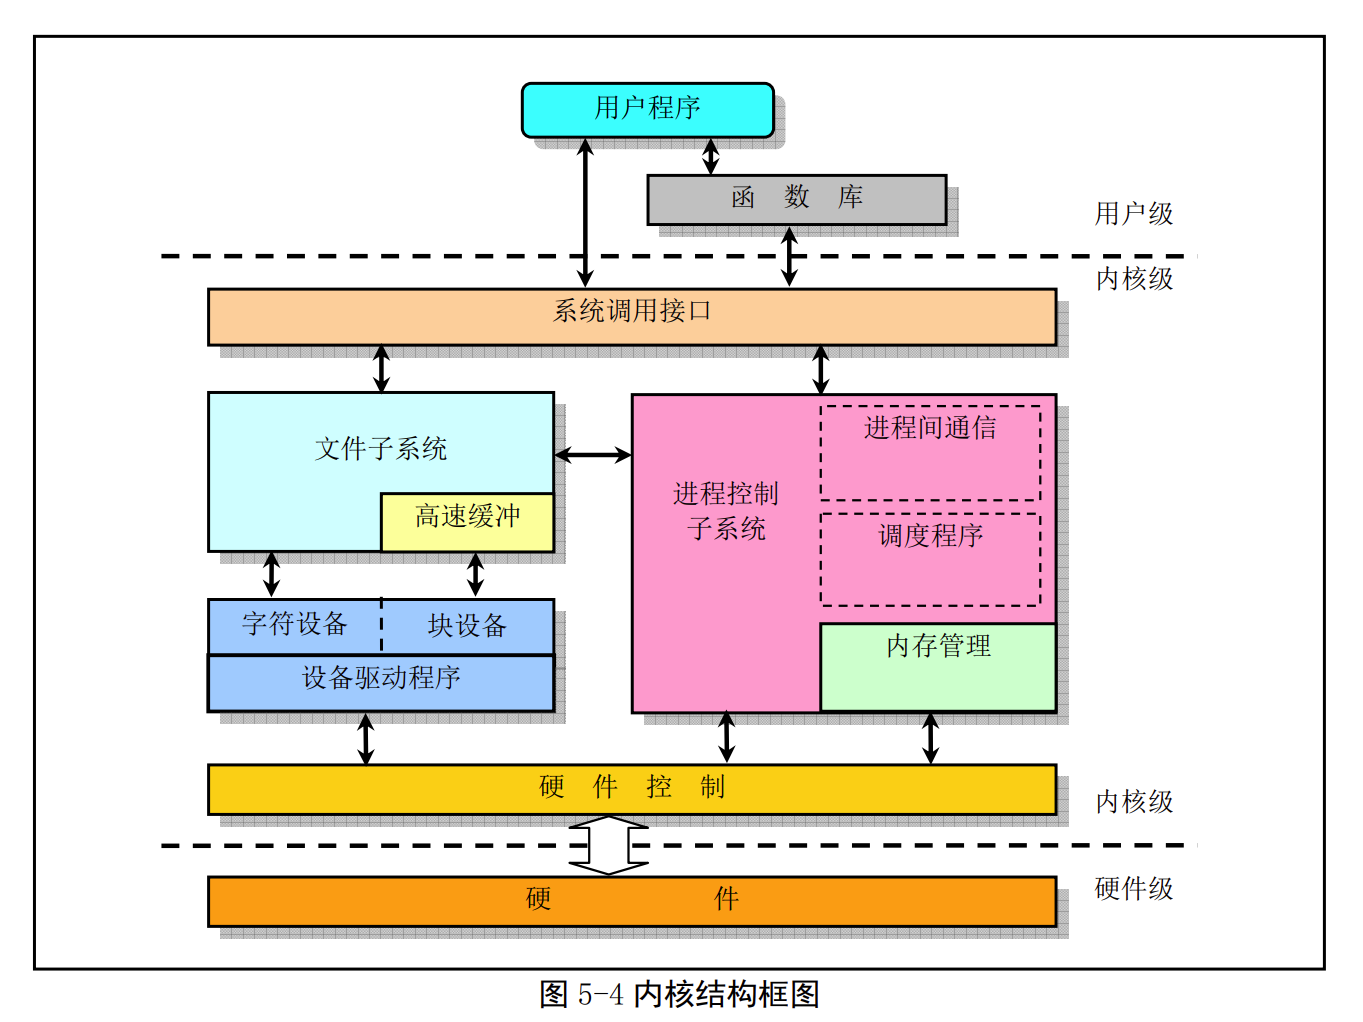 用户程序
函 数 库
用户级
内核级
系统调用接口
文件子系统
高速缓冲
进程控制
子系统
进程间通信
调度程序
内存管理
字符设备
块设备
设备驱动程序
硬 件 控 制
内核级
硬 件
硬件级
图 5-4 内核结构框图